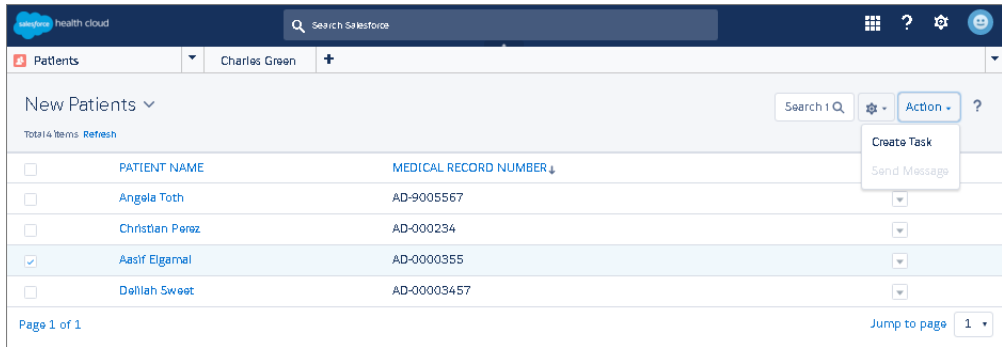 salesforce health cloud Search Salesforce ?
Patients Charles Green +
New Patients Search t Action ?
Total 4 items Refresh
Create Task
Send Message
PATIENT NAME MEDICAL RECORD NUMBER↓
Angela Toth AD-9005567
Christian Perez AD-000234
Aasif Elgamal AD-0000355
Delilah Sweet AD-00003457
Page 1 of 1 Jump to page 1